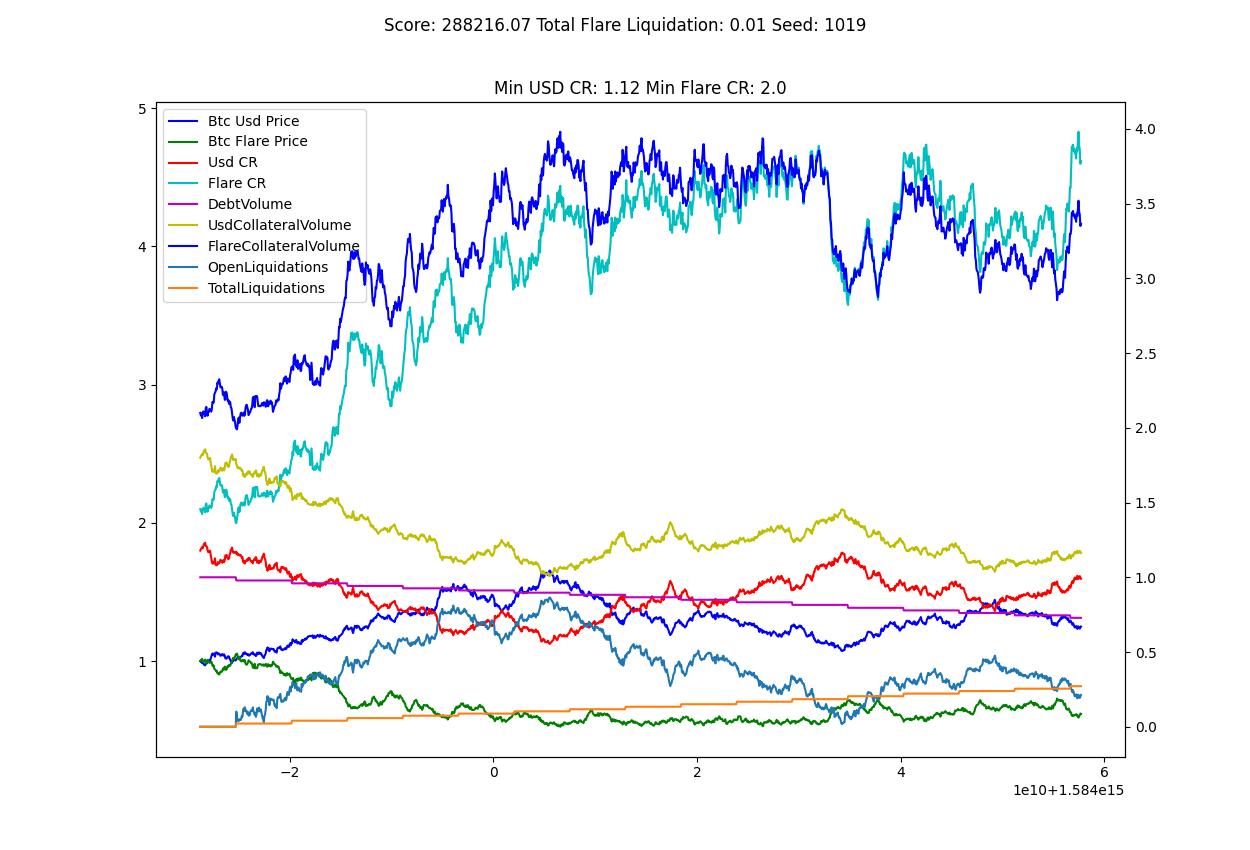 Score: 288216.07 Total Flare Liquidation: 0.01 Seed: 1019
Min USD CR: 1.12 Min Flare CR: 2.0
Btc Usd Price
Btc Flare Price
Usd CR
Flare CR
DebtVolume
UsdCollateralVolume
FlareCollateralVolume
OpenLiquidations
TotalLiquidations
5
4
3
2
1
4.0
3.5
3.0
2.5
2.0
1.5
1.0
0.5
0.0
−2 0 2 4 6
1e10+1.584e15